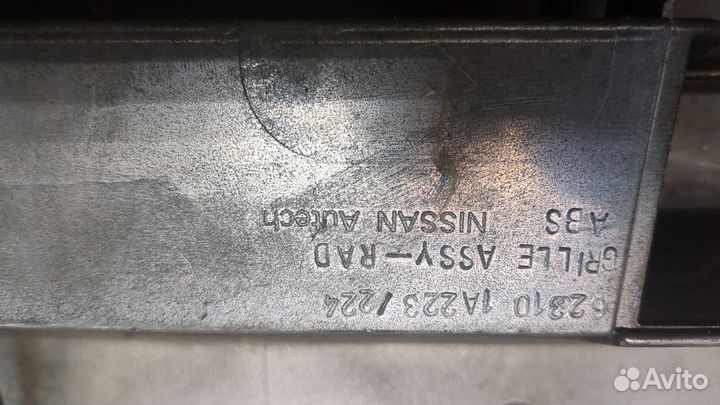 62310 1A223/224
GRILLE ASSY-RAD
ABS NISSAN Autech
Avito